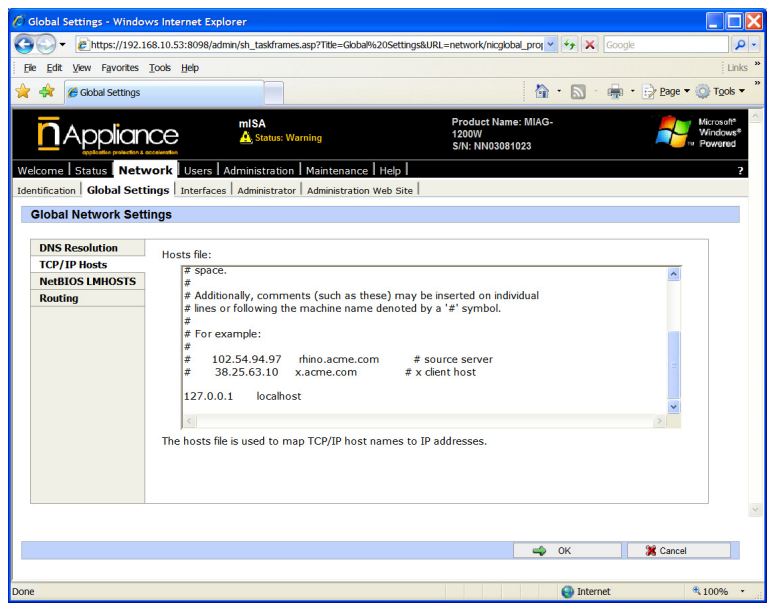 Global Settings - Windows Internet Explorer
https://192.168.10.53:8098/admin/sh_taskframes.asp?Title=Global%20Settings&URL=network/nicglobal_prop
Google
File Edit View Favorites Tools Help
Links »
Global Settings
Page Tools »
nAppliance
application protection & acceleration
mISA
Status: Warning
Product Name: MIAG-
1200W
S/N: NN03081023
Microsoft®
Windows®
Powered
TM
Welcome Status Network Users Administration Maintenance Help ?
Identification Global Settings Interfaces Administrator Administration Web Site
Global Network Settings
DNS Resolution
TCP/IP Hosts
NetBIOS LMHOSTS
Routing
Hosts file:
# space.
#
# Additionally, comments (such as these) may be inserted on individual
# lines or following the machine name denoted by a '#' symbol.
#
# For example:
#
# 102.54.94.97 rhino.acme.com # source server
# 38.25.63.10 x.acme.com # x client host
127.0.0.1 localhost
The hosts file is used to map TCP/IP host names to IP addresses.
OK Cancel
Done Internet 100%